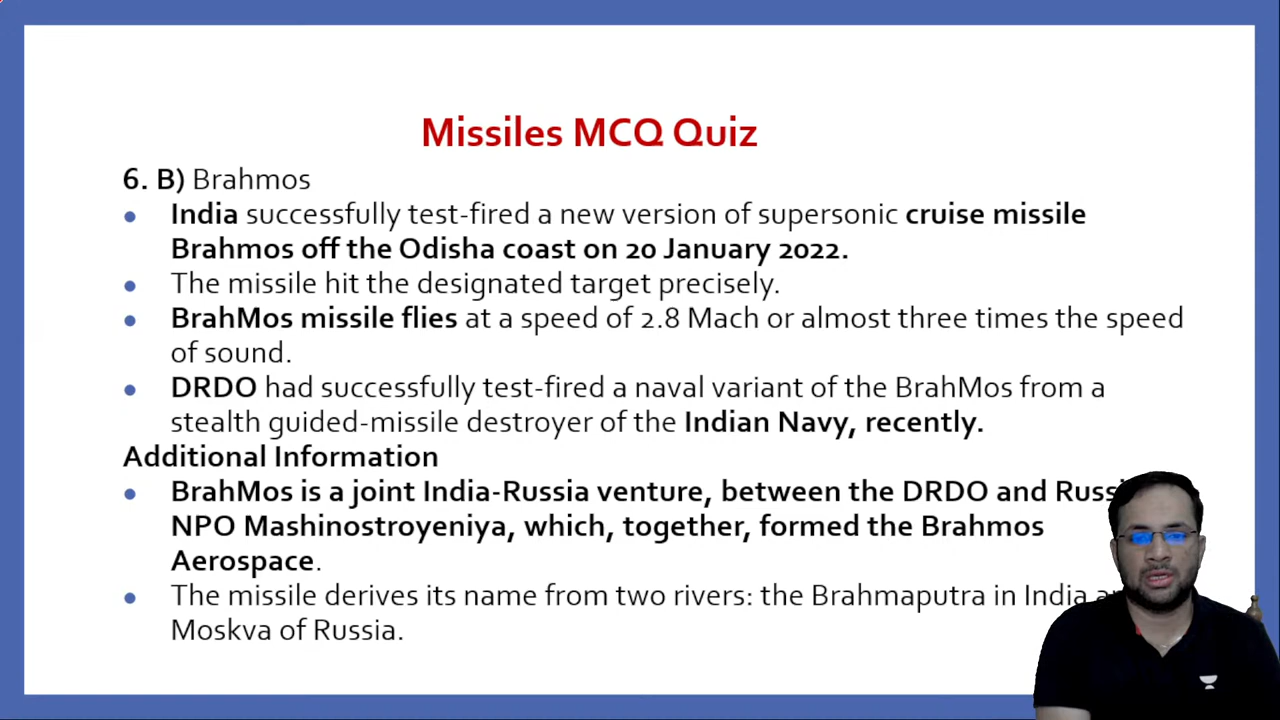 Missiles MCQ Quiz
6. B) Brahmos
• India successfully test-fired a new version of supersonic cruise missile
Brahmos off the Odisha coast on 20 January 2022.
• The missile hit the designated target precisely.
• BrahMos missile flies at a speed of 2.8 Mach or almost three times the speed
of sound.
• DRDO had successfully test-fired a naval variant of the BrahMos from a
stealth guided-missile destroyer of the Indian Navy, recently.
Additional Information
• BrahMos is a joint India-Russia venture, between the DRDO and
NPO Mashinostroyeniya, which, together, formed the Brahmos
Aerospace.
• The missile derives its name from two rivers: the Brahmaputra in India
Moskva of Russia.